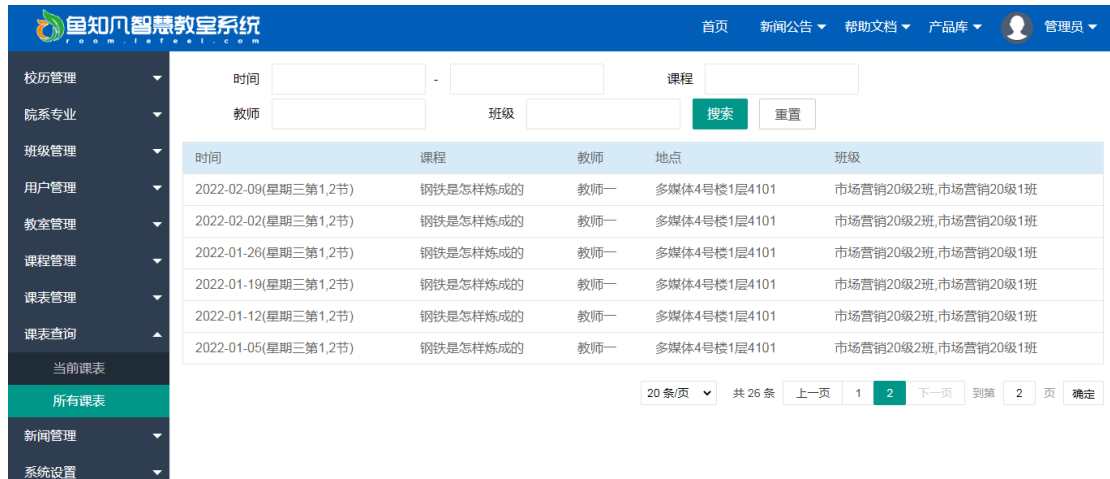 鱼知凡智慧教室系统
room.lefeel.com
首页 新闻公告 帮助文档 产品库 管理员
校历管理
院系专业
班级管理
用户管理
教室管理
课程管理
课表管理
课表查询
当前课表
所有课表
新闻管理
系统设置
时间 - 课程
教师 班级 搜索 重置
时间 课程 教师 地点 班级
2022-02-09(星期三第1,2节) 钢铁是怎样炼成的 教师一 多媒体4号楼1层4101 市场营销20级2班,市场营销20级1班
2022-02-02(星期三第1,2节) 钢铁是怎样炼成的 教师一 多媒体4号楼1层4101 市场营销20级2班,市场营销20级1班
2022-01-26(星期三第1,2节) 钢铁是怎样炼成的 教师一 多媒体4号楼1层4101 市场营销20级2班,市场营销20级1班
2022-01-19(星期三第1,2节) 钢铁是怎样炼成的 教师一 多媒体4号楼1层4101 市场营销20级2班,市场营销20级1班
2022-01-12(星期三第1,2节) 钢铁是怎样炼成的 教师一 多媒体4号楼1层4101 市场营销20级2班,市场营销20级1班
2022-01-05(星期三第1,2节) 钢铁是怎样炼成的 教师一 多媒体4号楼1层4101 市场营销20级2班,市场营销20级1班
20 条/页 共 26 条 上一页 1 2 下一页 到第 2 页 确定